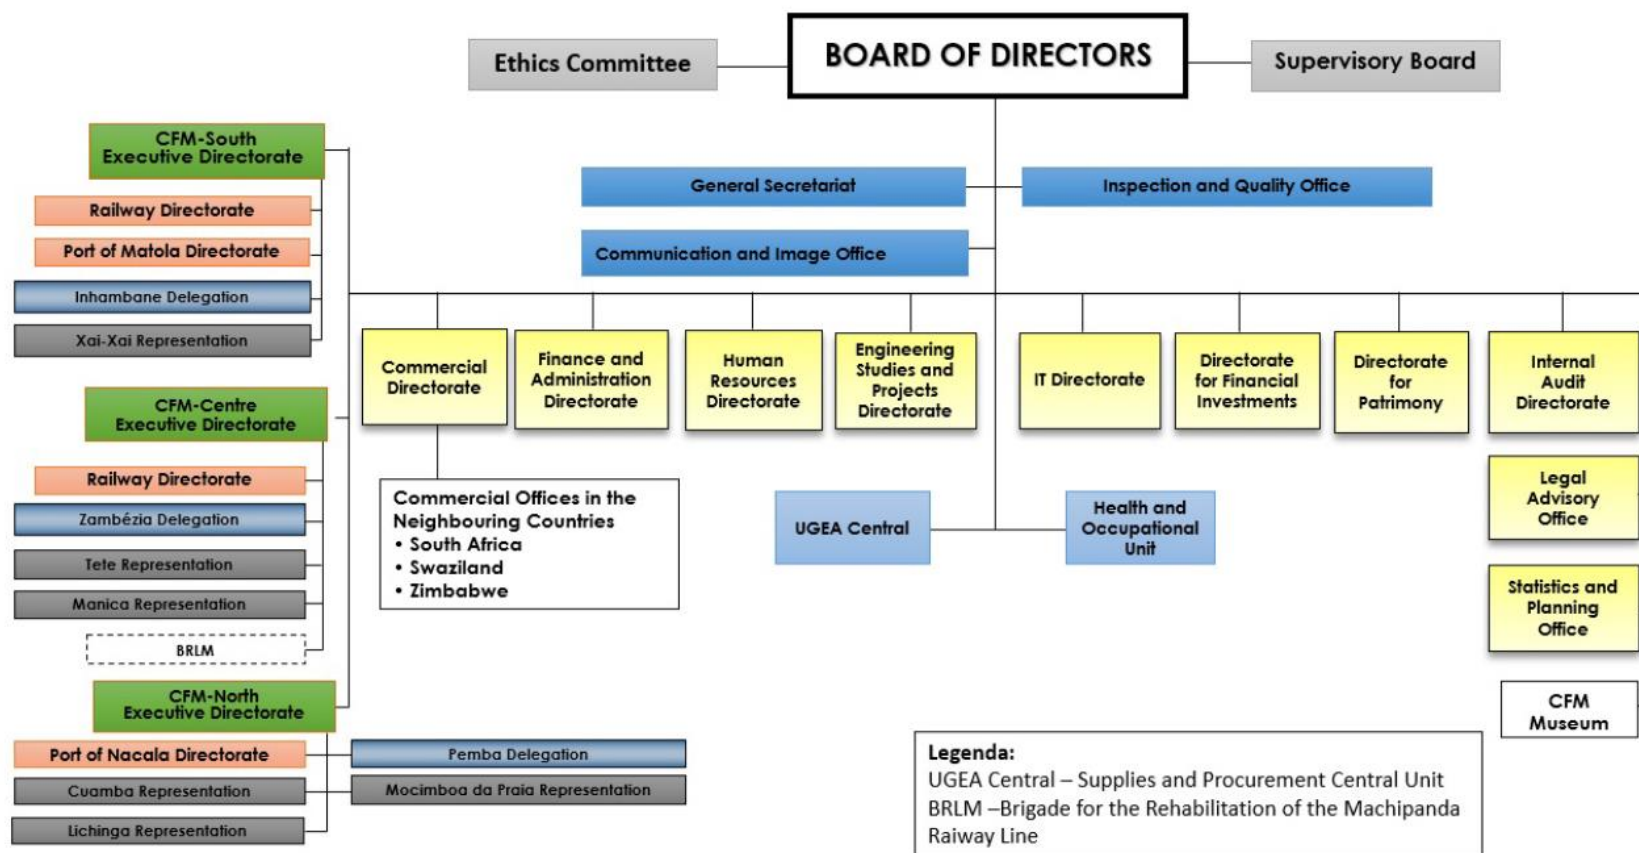 Ethics Committee
BOARD OF DIRECTORS
Supervisory Board
General Secretariat
Inspection and Quality Office
Communication and Image Office
CFM-South
Executive Directorate
Railway Directorate
Port of Matola Directorate
Inhambane Delegation
Xai-Xai Representation
CFM-Centre
Executive Directorate
Railway Directorate
Zambézia Delegation
Tete Representation
Manica Representation
BRLM
CFM-North
Executive Directorate
Port of Nacala Directorate
Pemba Delegation
Cuamba Representation
Mocimboa da Praia Representation
Lichinga Representation
Commercial
Directorate
Finance and
Administration
Directorate
Human
Resources
Directorate
Engineering
Studies and
Projects
Directorate
IT Directorate
Directorate
for Financial
Investments
Directorate
for
Patrimony
Internal
Audit
Directorate
Commercial Offices in the
Neighbouring Countries
• South Africa
• Swaziland
• Zimbabwe
UGEA Central
Health and
Occupational
Unit
Legal
Advisory
Office
Statistics and
Planning
Office
CFM
Museum
Legenda:
UGEA Central – Supplies and Procurement Central Unit
BRLM –Brigade for the Rehabilitation of the Machipanda
Raiway Line